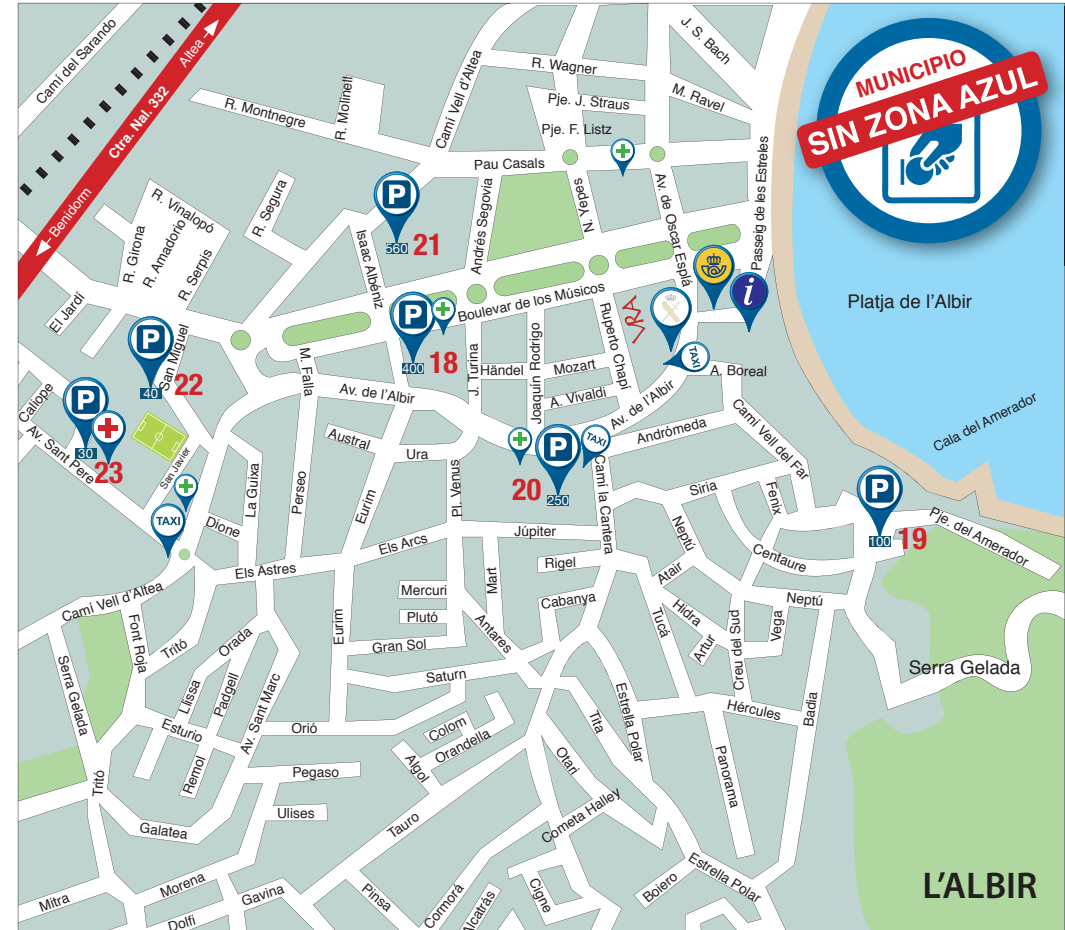 Camí del Sarando
Altea
Ctra. Nal. 332
Benidorm
J. S. Bach
R. Wagner
M. Ravel
Pje. J. Straus
Pje. F. Listz
Camí Vell d'Altea
R. Molinell
R. Montnegre
Pau Casals
MUNICIPIO
SIN ZONA AZUL
Passeig de les Estreles
Av. de Oscar Esplá
N. Yepes
Andrés Segovia
R. Segura
R. Vinalopó
R. Girona
R. Amadorio
R. Serpis
Isaac Albéniz
P
560
21
El Jardí
Boulevar de los Músicos
i
Platja de l'Albir
P
400
18
URA
Ruperto Chapí
Joaquín Rodrigo
J. Turina
Händel
Mozart
A. Vivaldi
TAXI
A. Boreal
San Miguel
P
40
22
M. Falla
Av. de l'Albir
Av. de l'Albir
Caliope
P
30
23
Av. Sant Pere
San Javier
Cala del Amerador
Camí Vell del Far
Andrómeda
Austral
Ura
P
250
20
TAXI
Camí la Cantera
Pl. Venus
La Guixa
Perseo
Eurim
Siria
Fenix
P
100
19
Pje. del Amerador
TAXI
Dione
Júpiter
Els Arcs
Neptú
Centaure
Els Astres
Rigel
Atair
Mercuri
Mart
Camí Vell d'Altea
Cabanya
Neptú
Plutó
Font Roja
Tritó
Orada
Eurim
Gran Sol
Antares
Tucá
Hidra
Artur
Creu del Sud
Vega
Serra Gelada
Serra Gelada
Saturn
Llissa
Padgell
Av. Sant Marc
Estrella Polar
Hércules
Badia
Esturio
Orió
Colom
Orandella
Tita
Algol
Otari
Panorama
Remol
Pegaso
Tritó
Ulises
Galatea
Tauro
Cometa Halley
Estrella Polar
Boiero
Morena
Gavina
Pinsa
Cormorá
Alcatrás
Cigne
Mitra
Dolfi
L'ALBIR